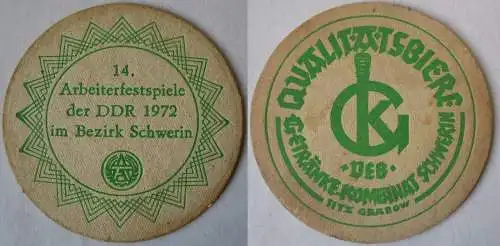 14.
Arbeiterfestspiele
der DDR 1972
im Bezirk Schwerin
QUALITÄTSBIERE
GK
· VEB ·
GETRÄNKEKOMBINAT SCHWERIN
SITZ GRABOW